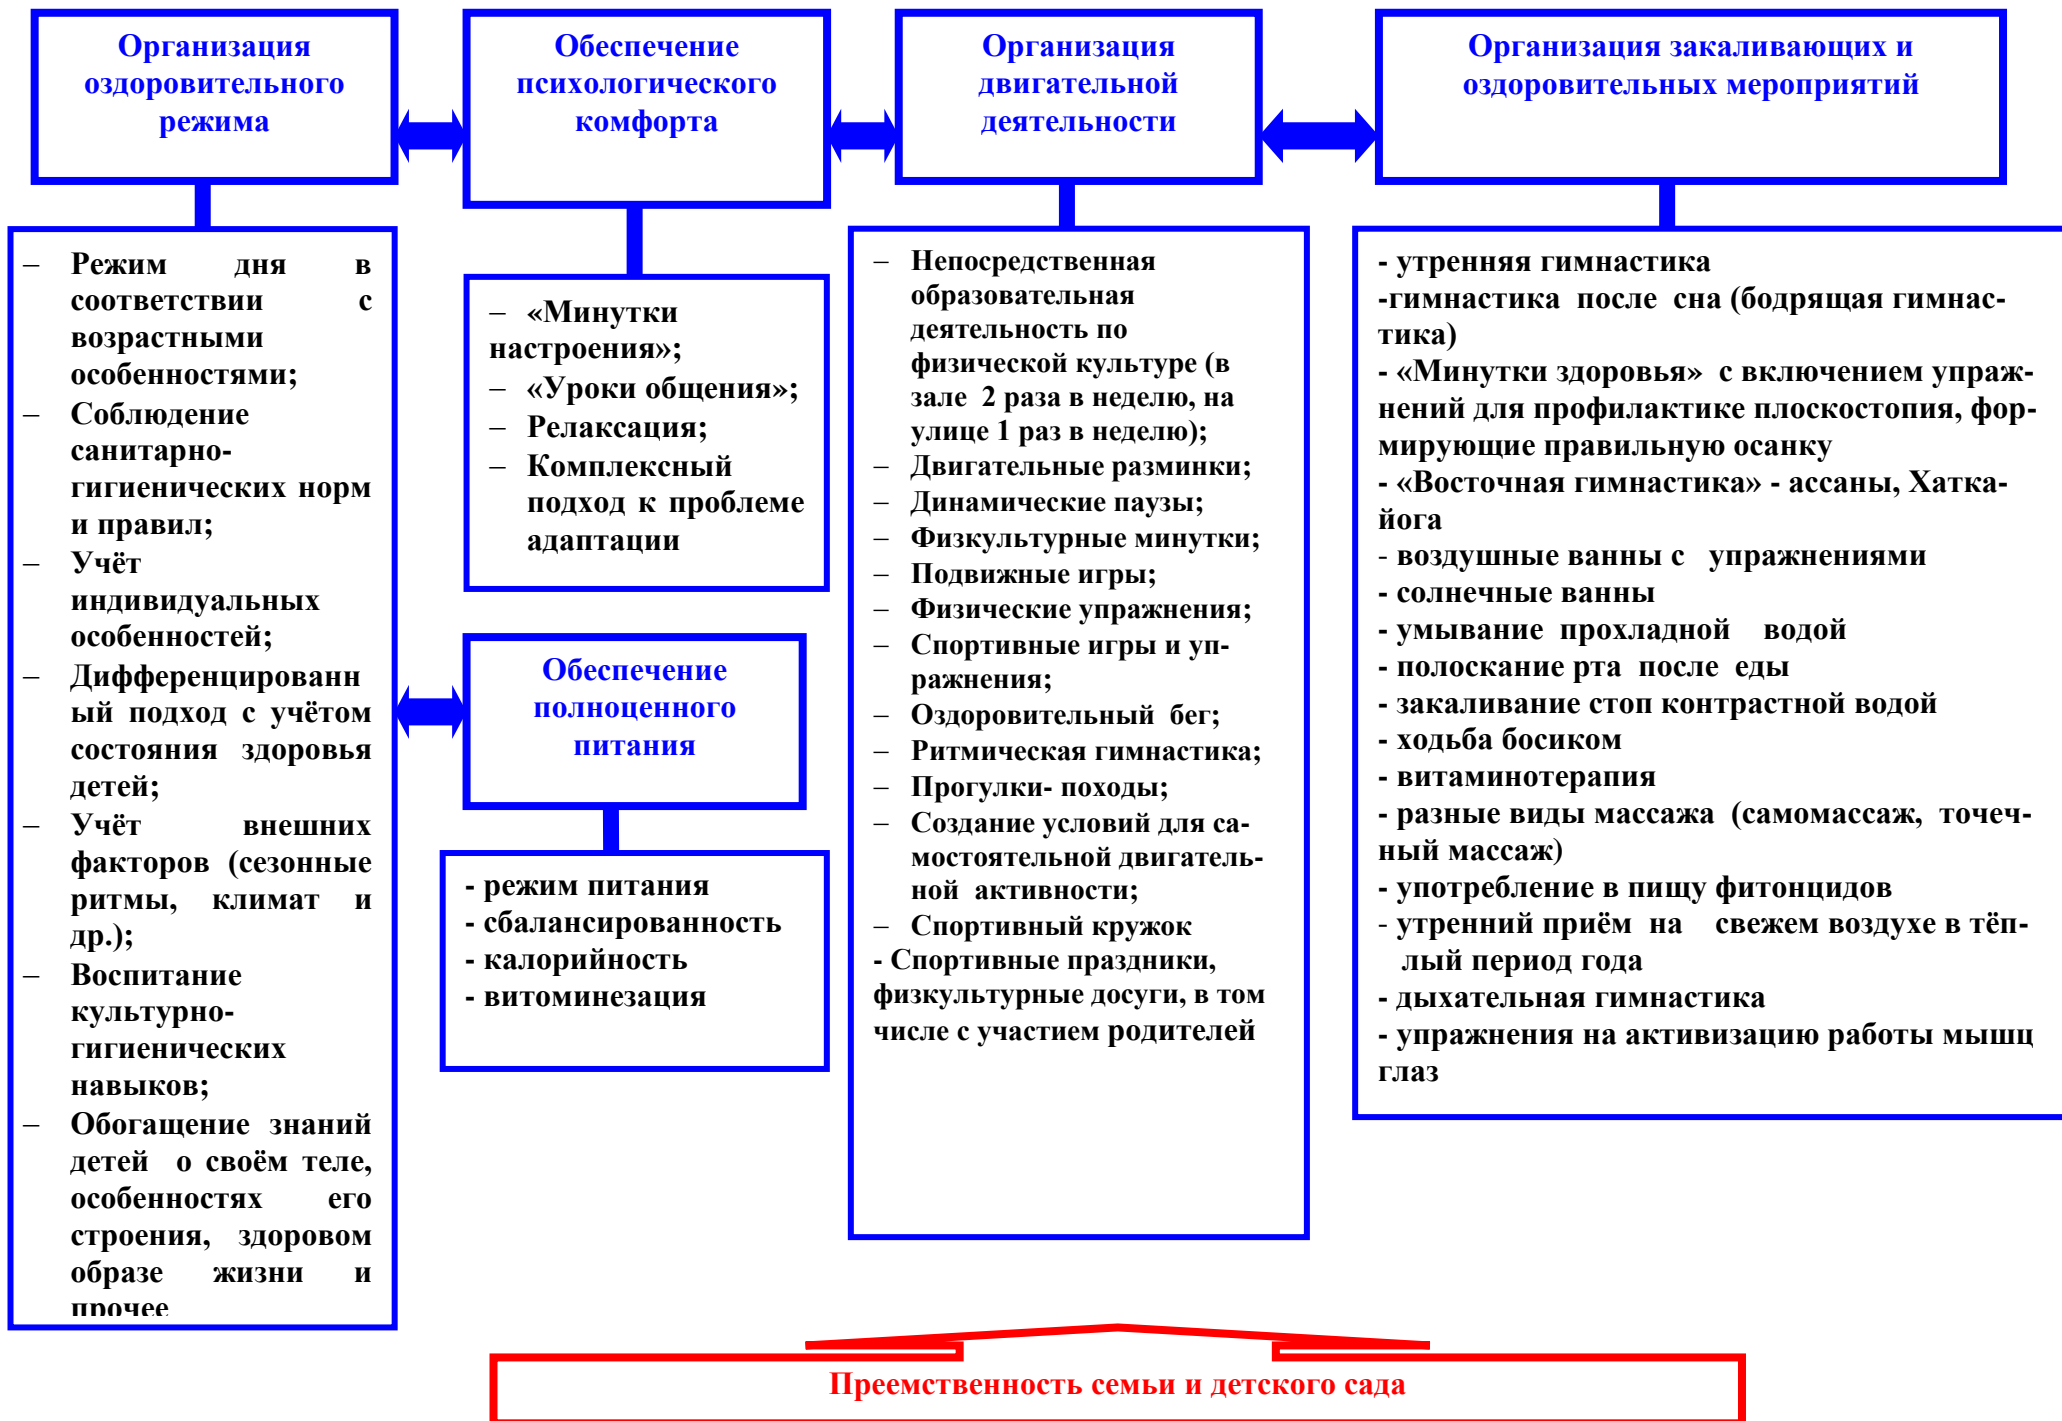 Организация
оздоровительного
режима
Обеспечение
психологического
комфорта
Организация
двигательной
деятельности
Организация закаливающих и
оздоровительных мероприятий
– Режим дня в
соответствии с
возрастными
особенностями;
– Соблюдение
санитарно-
гигиенических норм
и правил;
– Учёт
индивидуальных
особенностей;
– Дифференцированн
ый подход с учётом
состояния здоровья
детей;
– Учёт внешних
факторов (сезонные
ритмы, климат и
др.);
– Воспитание
культурно-
гигиенических
навыков;
– Обогащение знаний
детей о своём теле,
особенностях его
строения, здоровом
образе жизни и
прочее
– «Минутки
настроения»;
– «Уроки общения»;
– Релаксация;
– Комплексный
подход к проблеме
адаптации
Обеспечение
полноценного
питания
- режим питания
- сбалансированность
- калорийность
- витоминезация
– Непосредственная
образовательная
деятельность по
физической культуре (в
зале 2 раза в неделю, на
улице 1 раз в неделю);
– Двигательные разминки;
– Динамические паузы;
– Физкультурные минутки;
– Подвижные игры;
– Физические упражнения;
– Спортивные игры и уп-
ражнения;
– Оздоровительный бег;
– Ритмическая гимнастика;
– Прогулки- походы;
– Создание условий для са-
мостоятельной двигатель-
ной активности;
– Спортивный кружок
- Спортивные праздники,
физкультурные досуги, в том
числе с участием родителей
- утренняя гимнастика
-гимнастика после сна (бодрящая гимнас-
тика)
- «Минутки здоровья» с включением упраж-
нений для профилактике плоскостопия, фор-
мирующие правильную осанку
- «Восточная гимнастика» - ассаны, Хатка-
йога
- воздушные ванны с упражнениями
- солнечные ванны
- умывание прохладной водой
- полоскание рта после еды
- закаливание стоп контрастной водой
- ходьба босиком
- витаминотерапия
- разные виды массажа (самомассаж, точеч-
ный массаж)
- употребление в пищу фитонцидов
- утренний приём на свежем воздухе в тёп-
лый период года
- дыхательная гимнастика
- упражнения на активизацию работы мышц
глаз
Преемственность семьи и детского сада